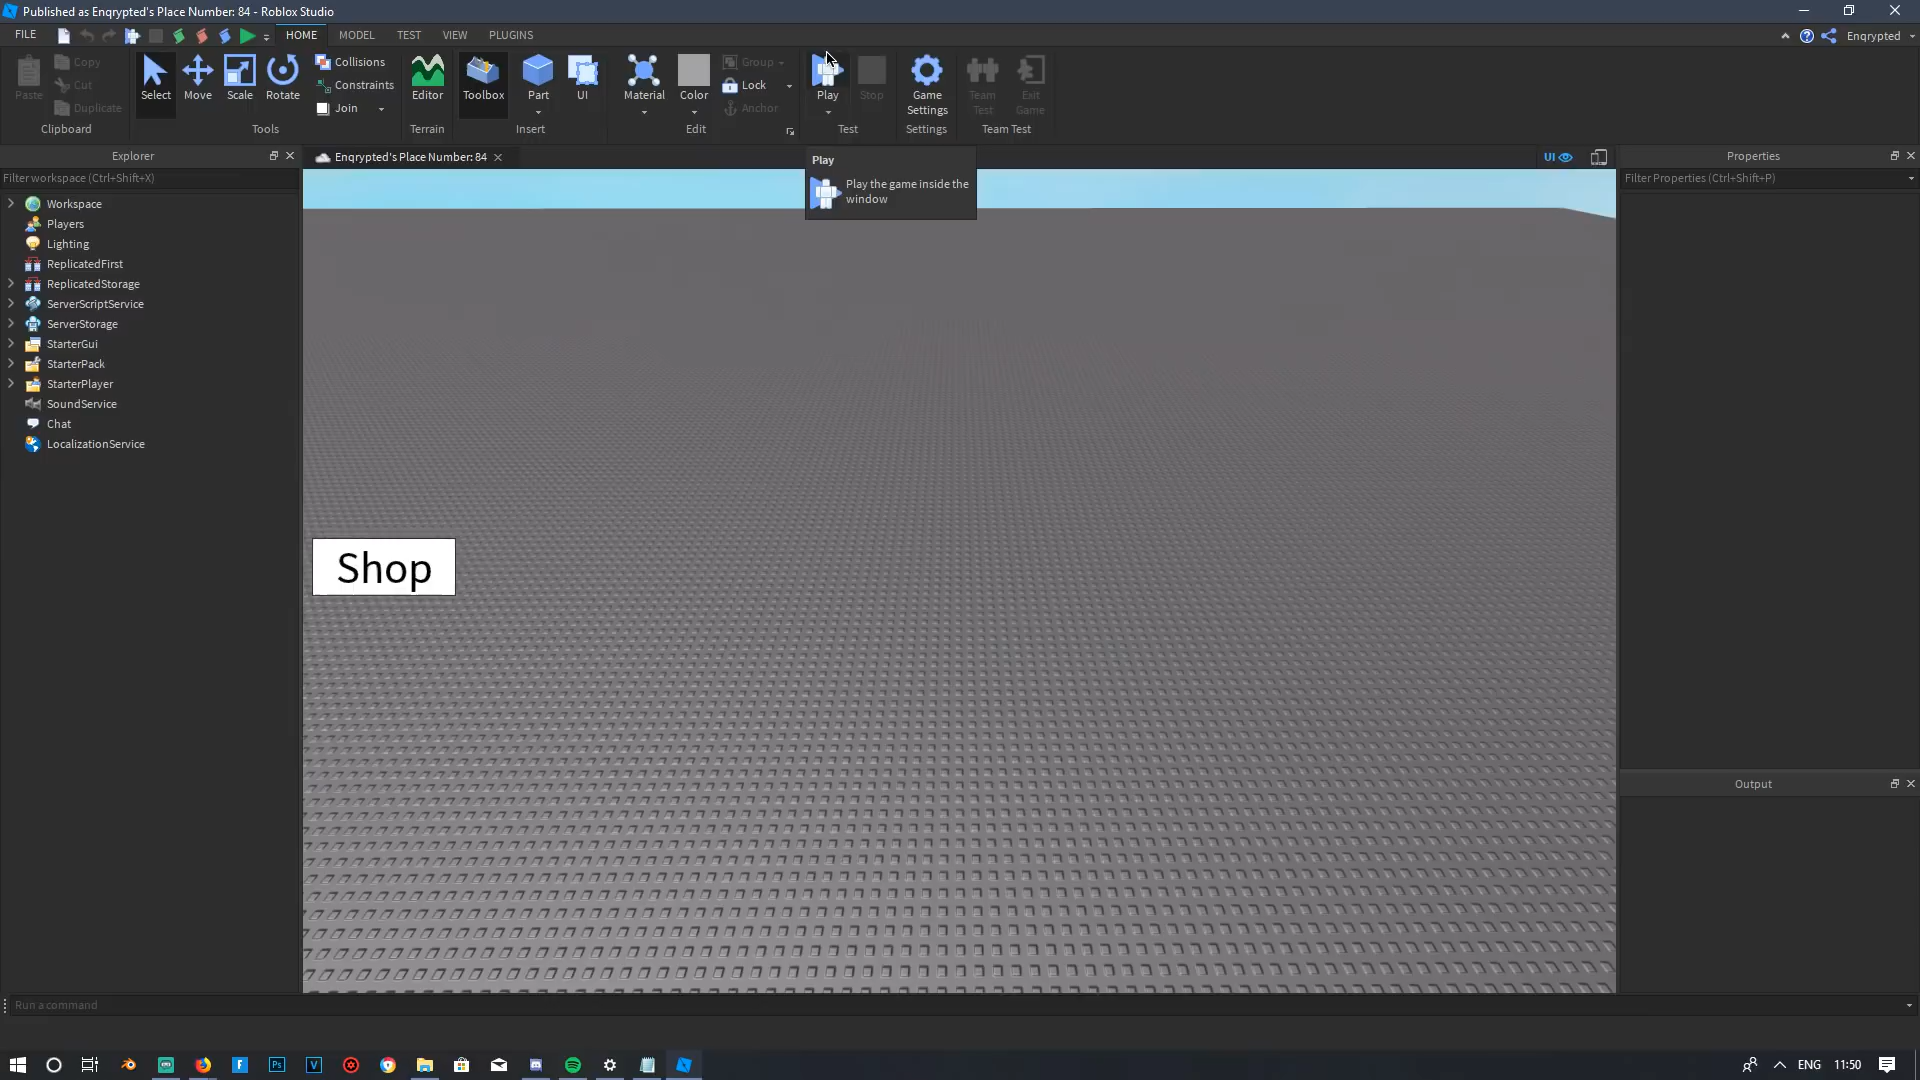 Published as Enqrypted's Place Number: 84 - Roblox Studio
FILE HOME MODEL TEST VIEW PLUGINS Enqrypted
Paste Copy Cut Duplicate
Clipboard
Select Move Scale Rotate Collisions Constraints Join
Tools
Editor
Terrain
Toolbox Part UI
Insert
Material Color Group Lock Anchor
Edit
Play Stop
Test
Game Settings
Settings
Team Test Exit Game
Team Test
Explorer
Filter workspace (Ctrl+Shift+X)
Workspace
Players
Lighting
ReplicatedFirst
ReplicatedStorage
ServerScriptService
ServerStorage
StarterGui
StarterPack
StarterPlayer
SoundService
Chat
LocalizationService
Enqrypted's Place Number: 84
UI
Play
Play the game inside the
window
Shop
Properties
Filter Properties (Ctrl+Shift+P)
Output
Run a command
F Ps V
ENG 11:50